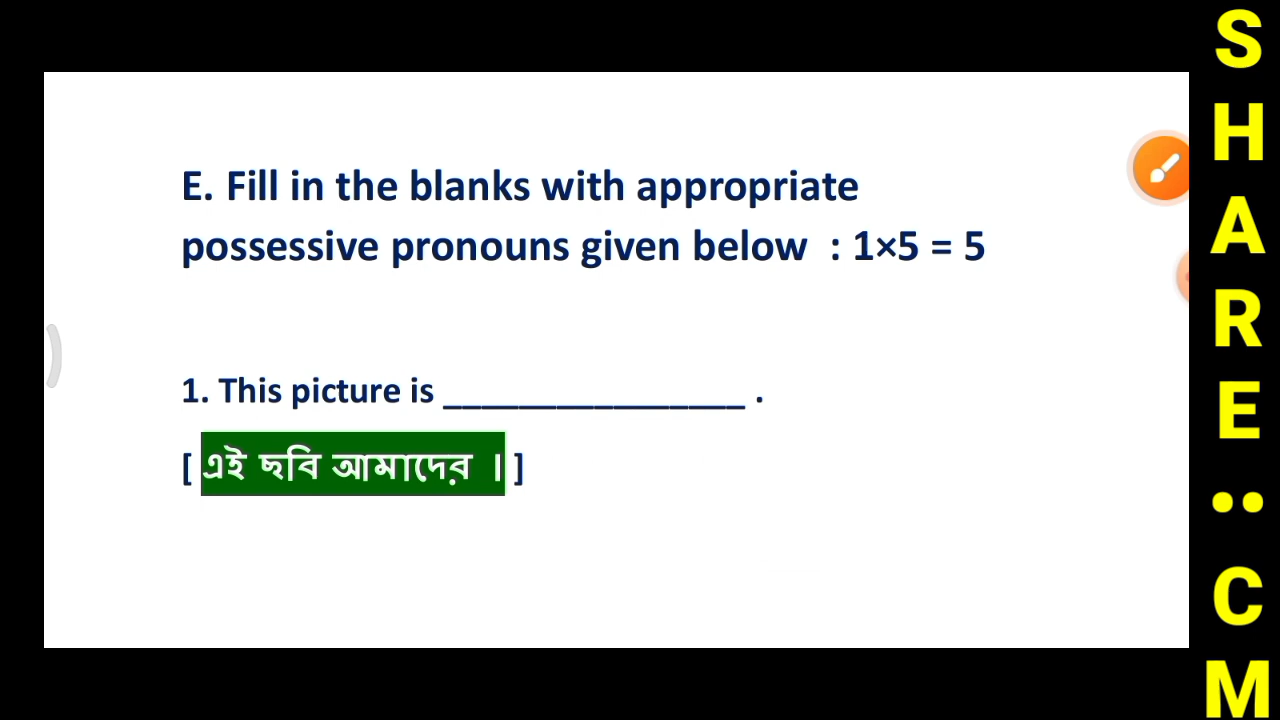 E. Fill in the blanks with appropriate
possessive pronouns given below : 1×5 = 5
1. This picture is ________________ .
[ এই ছবি আমাদের । ]
S
H
A
R
E
••
C
M